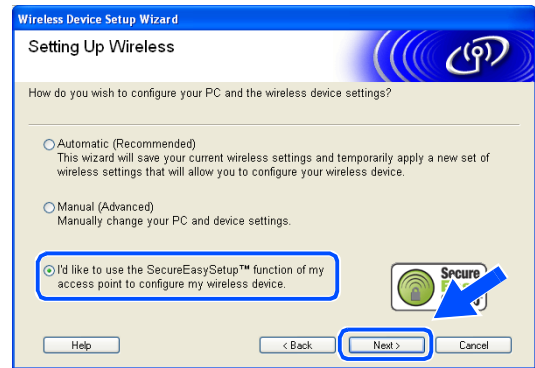 Wireless Device Setup Wizard
Setting Up Wireless
How do you wish to configure your PC and the wireless device settings?
Automatic (Recommended)
This wizard will save your current wireless settings and temporarily apply a new set of
wireless settings that will allow you to configure your wireless device.
Manual (Advanced)
Manually change your PC and device settings.
I'd like to use the SecureEasySetup™ function of my
access point to configure my wireless device.
Secure
Help
< Back
Next >
Cancel